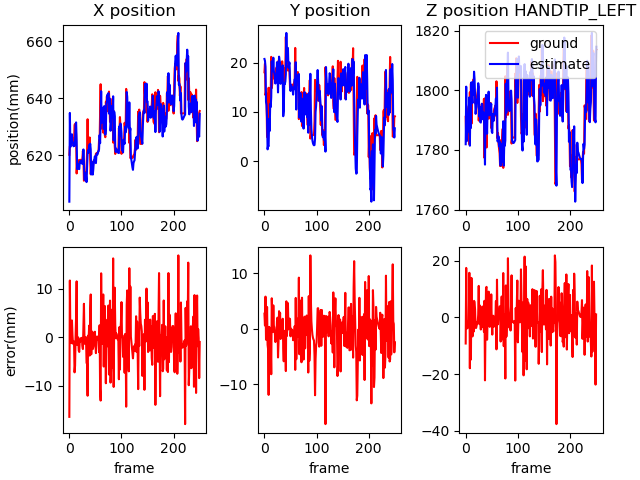 X position
Y position
Z position HANDTIP_LEFT
position(mm)
660
640
620
0 100 200
20
10
0
0 100 200
1820
1800
1780
1760
0 100 200
ground
estimate
error(mm)
10
0
−10
0 100 200
frame
10
0
−10
0 100 200
frame
20
0
−20
−40
0 100 200
frame